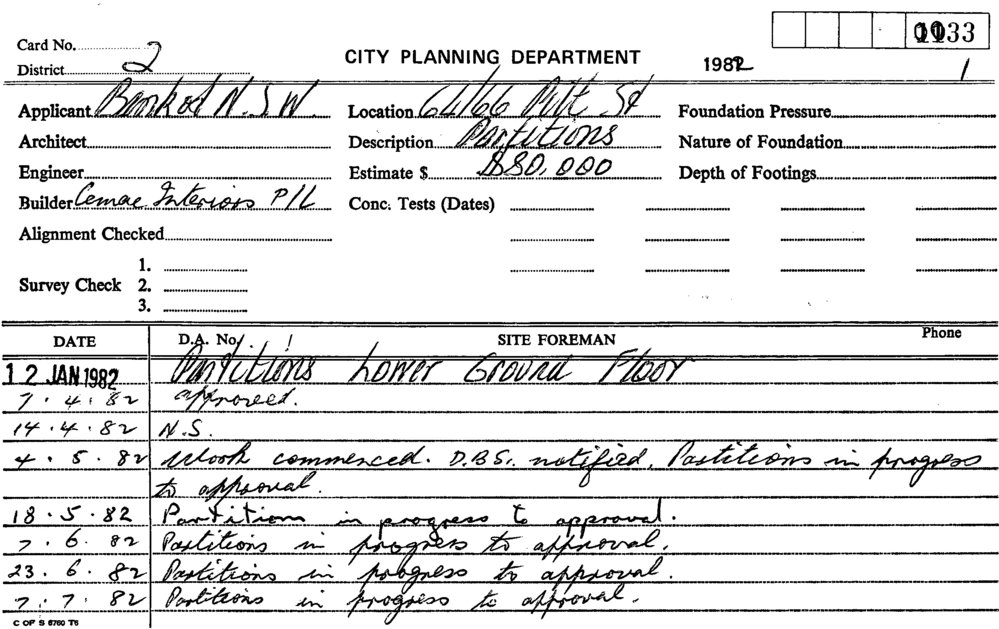 Card No.
District 2
CITY PLANNING DEPARTMENT
1982
1
Applicant Bank of N.S.W.
Location 64/66 Pitt St
Foundation Pressure
Architect
Description Partitions
Nature of Foundation
Engineer
Estimate $ $80,000
Depth of Footings
Builder Cemac Interiors P/L
Conc. Tests (Dates)
Alignment Checked
1.
Survey Check 2.
3.
DATE
D.A. No.
SITE FOREMAN
Phone
12 JAN 1982 Partitions Lower Ground Floor
7.4.82 approved.
14.4.82 N.S.
4.5.82 Work commenced. D.B.S. notified. Partitions in progress
to approval.
18.5.82 Partitions in progress to approval.
7.6.82 Partitions in progress to approval.
23.6.82 Partitions in progress to approval.
7.7.82 Partitions in progress to approval.
C OF S 6760 T6